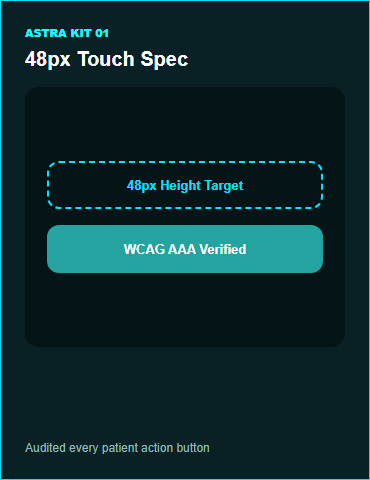 ASTRA KIT 01
48px Touch Spec
48px Height Target
WCAG AAA Verified
Audited every patient action button